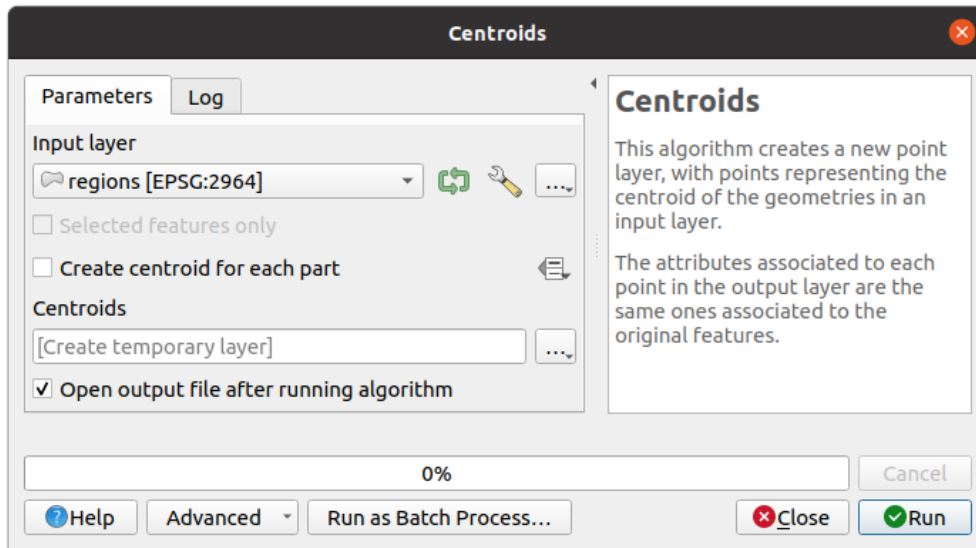 Centroids
Parameters
Log
Input layer
regions [EPSG:2964]
...
Selected features only
Create centroid for each part
Centroids
[Create temporary layer]
...
Open output file after running algorithm
Centroids
This algorithm creates a new point
layer, with points representing the
centroid of the geometries in an
input layer.
The attributes associated to each
point in the output layer are the
same ones associated to the
original features.
0%
Cancel
Help
Advanced
Run as Batch Process...
Close
Run